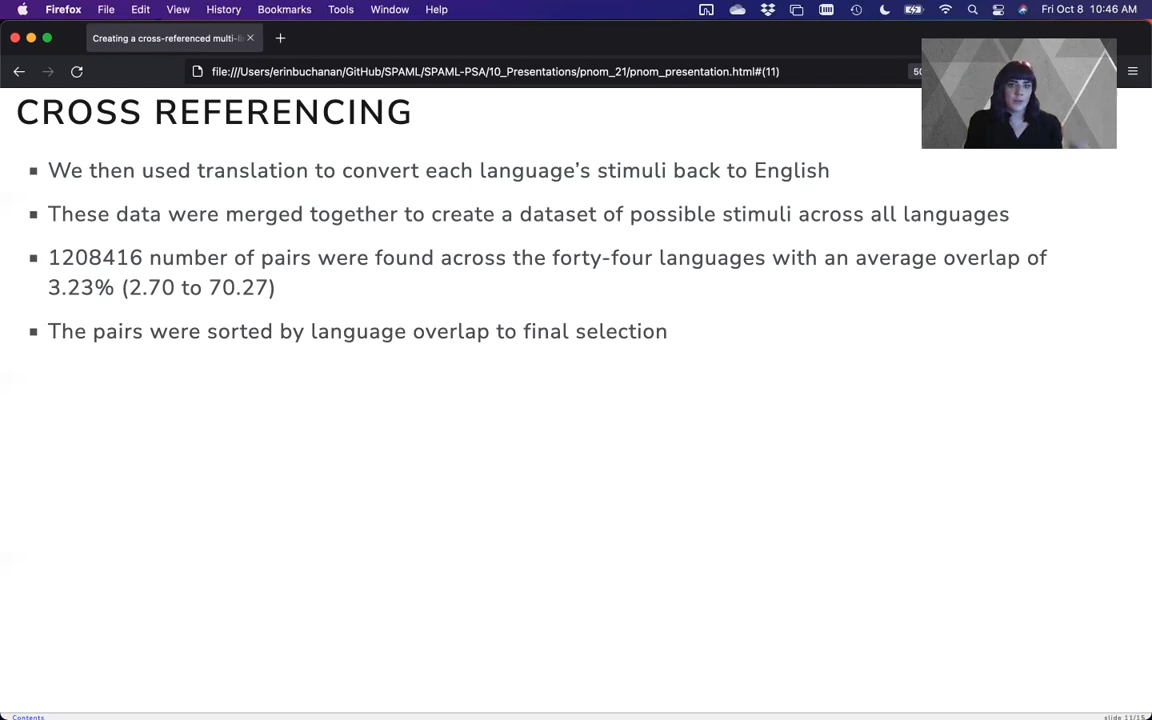 Firefox File Edit View History Bookmarks Tools Window Help Fri Oct 8 10:46 AM
Creating a cross-referenced multi-
file:///Users/erinbuchanan/GitHub/SPAML/SPAML-PSA/10_Presentations/pnom_21/pnom_presentation.html#(11)
CROSS REFERENCING
▪ We then used translation to convert each language’s stimuli back to English
▪ These data were merged together to create a dataset of possible stimuli across all languages
▪ 1208416 number of pairs were found across the forty-four languages with an average overlap of
3.23% (2.70 to 70.27)
▪ The pairs were sorted by language overlap to final selection
Contents slide 11/15